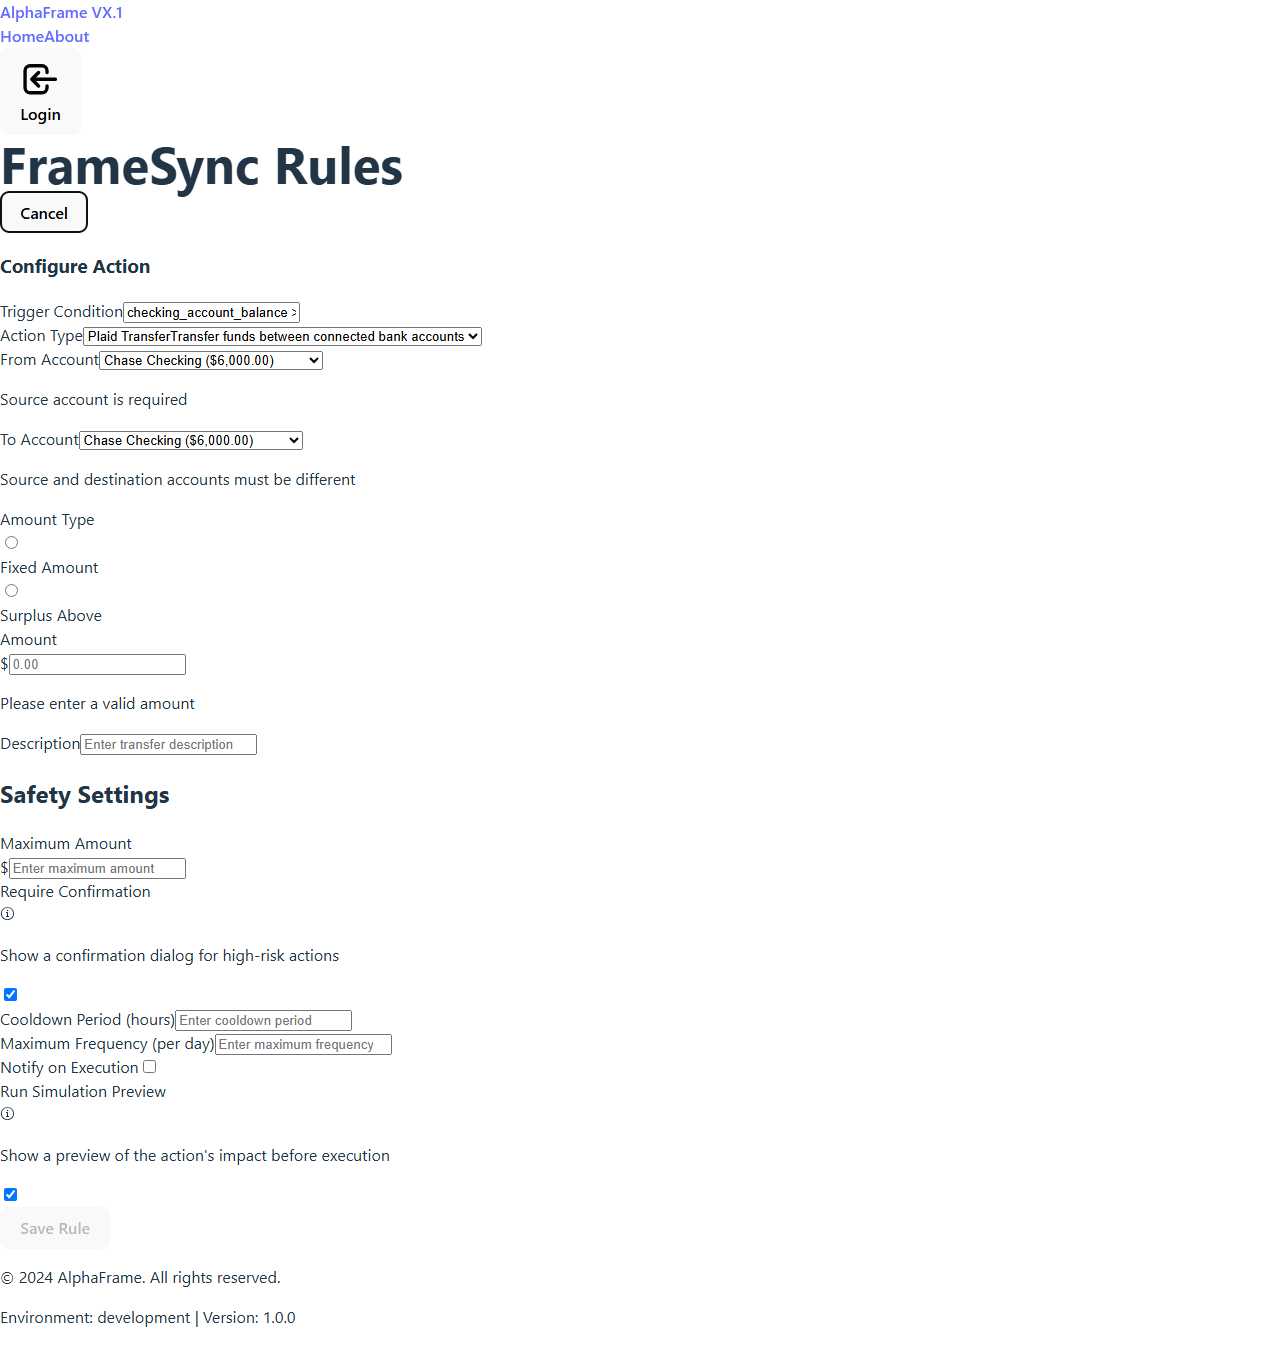 AlphaFrame VX.1
HomeAbout
Login
FrameSync Rules
Cancel
Configure Action
Trigger Condition checking_account_balance >
Action Type Plaid TransferTransfer funds between connected bank accounts
From Account Chase Checking ($6,000.00)
Source account is required
To Account Chase Checking ($6,000.00)
Source and destination accounts must be different
Amount Type
Fixed Amount
Surplus Above
Amount
$ 0.00
Please enter a valid amount
Description Enter transfer description
Safety Settings
Maximum Amount
$ Enter maximum amount
Require Confirmation
Show a confirmation dialog for high-risk actions
Cooldown Period (hours) Enter cooldown period
Maximum Frequency (per day) Enter maximum frequency
Notify on Execution
Run Simulation Preview
Show a preview of the action's impact before execution
Save Rule
© 2024 AlphaFrame. All rights reserved.
Environment: development | Version: 1.0.0